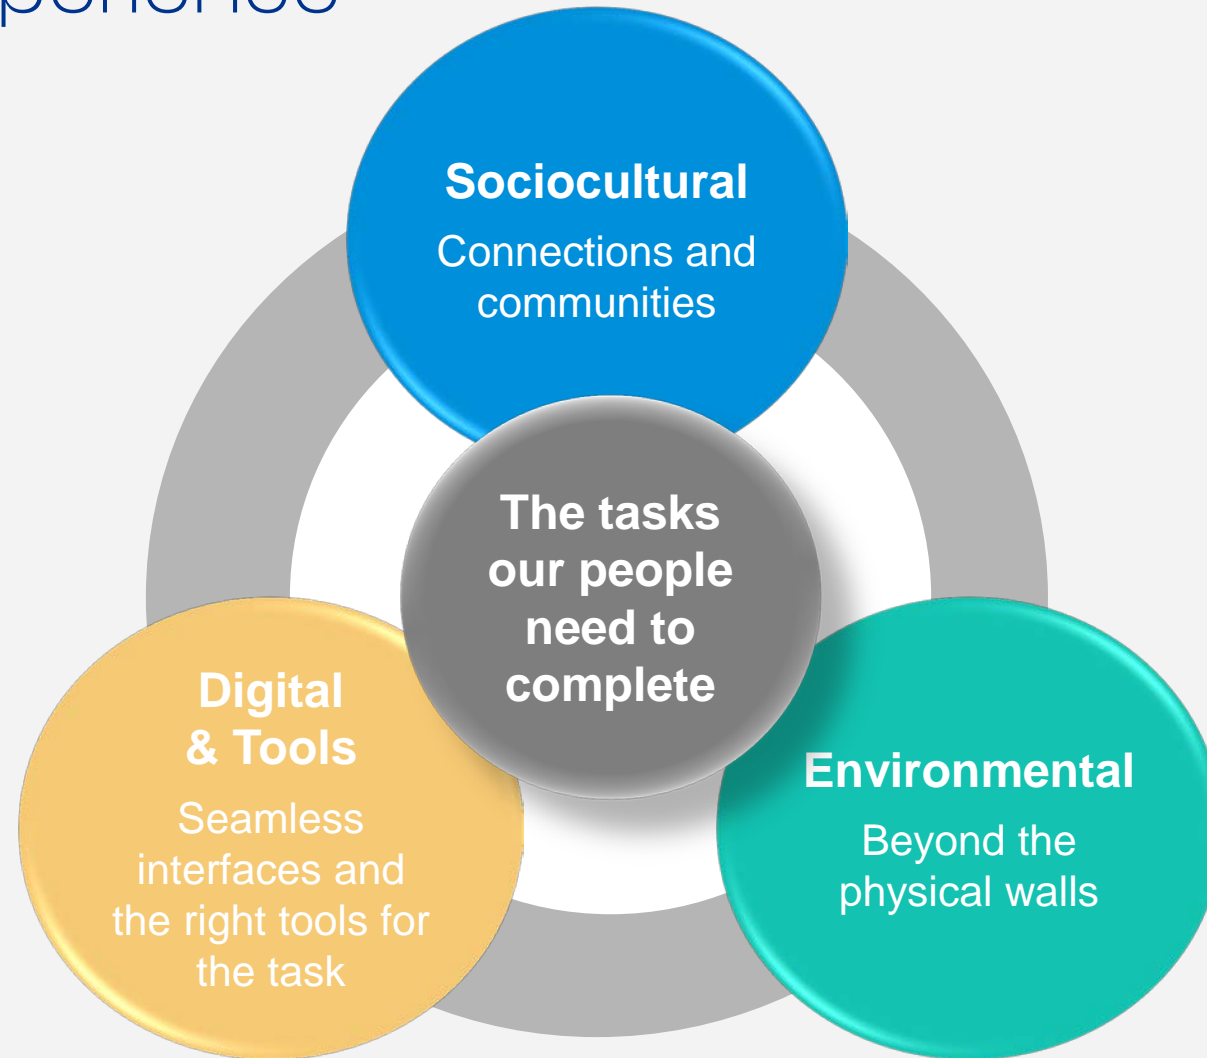 Sociocultural
Connections and
communities
The tasks
our people
need to
complete
Digital
& Tools
Seamless
interfaces and
the right tools for
the task
Environmental
Beyond the
physical walls